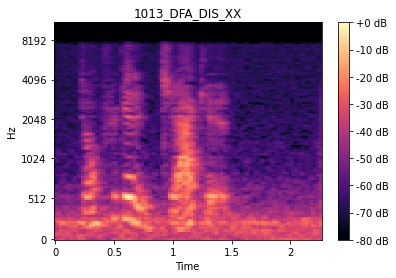 1013_DFA_DIS_XX
8192
4096
2048
1024
512
0
Hz
0
0.5
1
1.5
2
Time
+0 dB
-10 dB
-20 dB
-30 dB
-40 dB
-50 dB
-60 dB
-70 dB
-80 dB